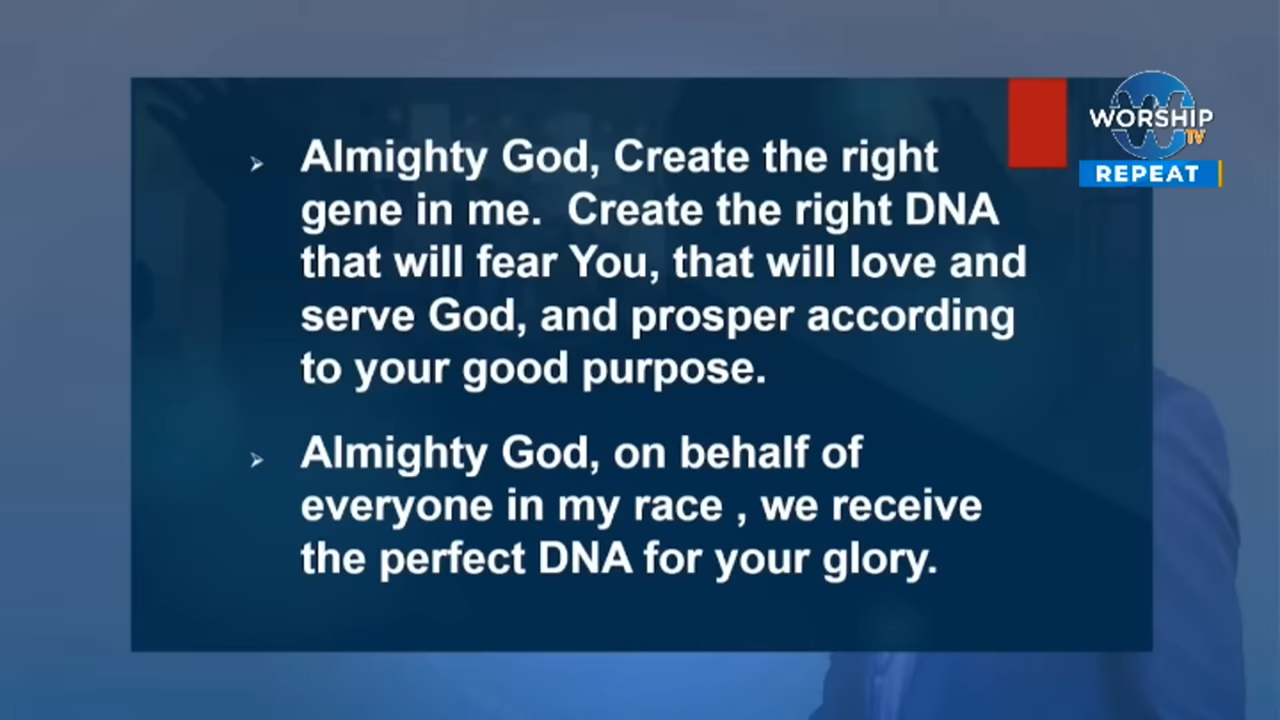 WORSHIP
TV
REPEAT
Almighty God, Create the right
gene in me.  Create the right DNA
that will fear You, that will love and
serve God, and prosper according
to your good purpose.
Almighty God, on behalf of
everyone in my race , we receive
the perfect DNA for your glory.